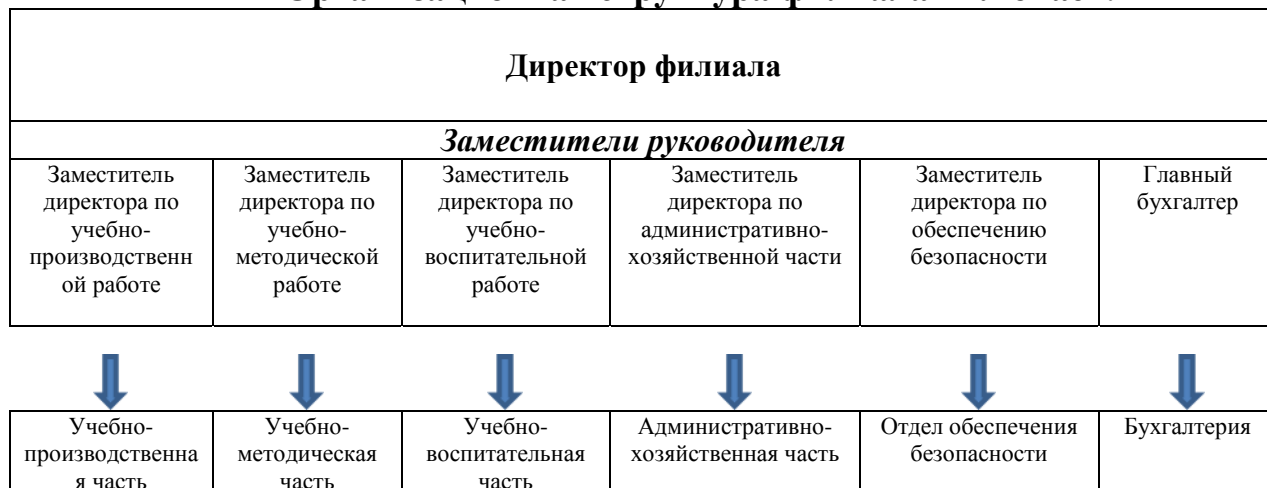 Директор филиала
Заместители руководителя
Заместитель
директора по
учебно-
производственн
ой работе
Заместитель
директора по
учебно-
методической
работе
Заместитель
директора по
учебно-
воспитательной
работе
Заместитель
директора по
административно-
хозяйственной части
Заместитель
директора по
обеспечению
безопасности
Главный
бухгалтер
Учебно-
производственна
я часть
Учебно-
методическая
часть
Учебно-
воспитательная
часть
Административно-
хозяйственная часть
Отдел обеспечения
безопасности
Бухгалтерия